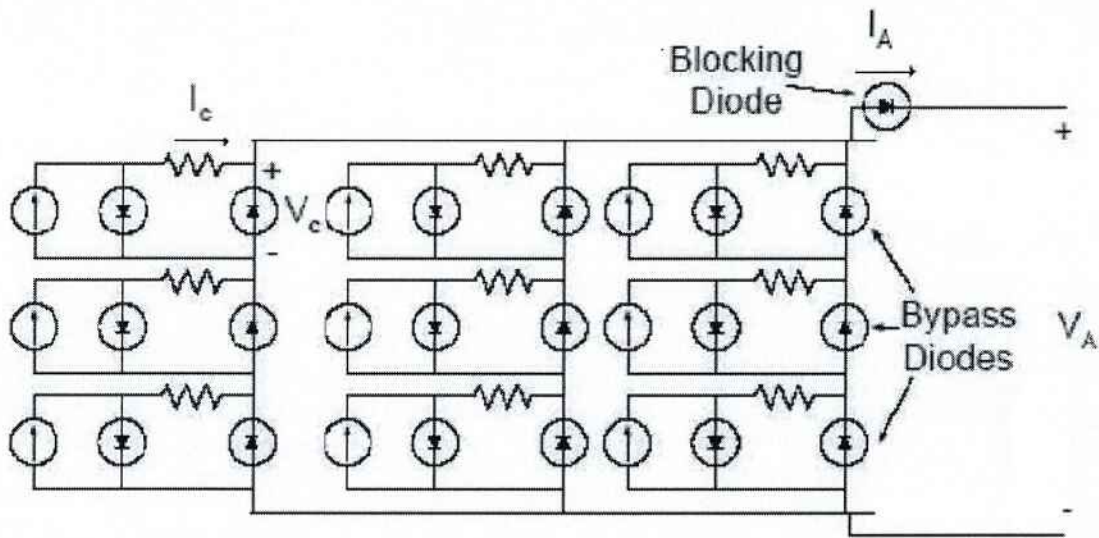 I_A
Blocking
Diode
I_c
+
+
V_c
-
Bypass
Diodes
V_A
-